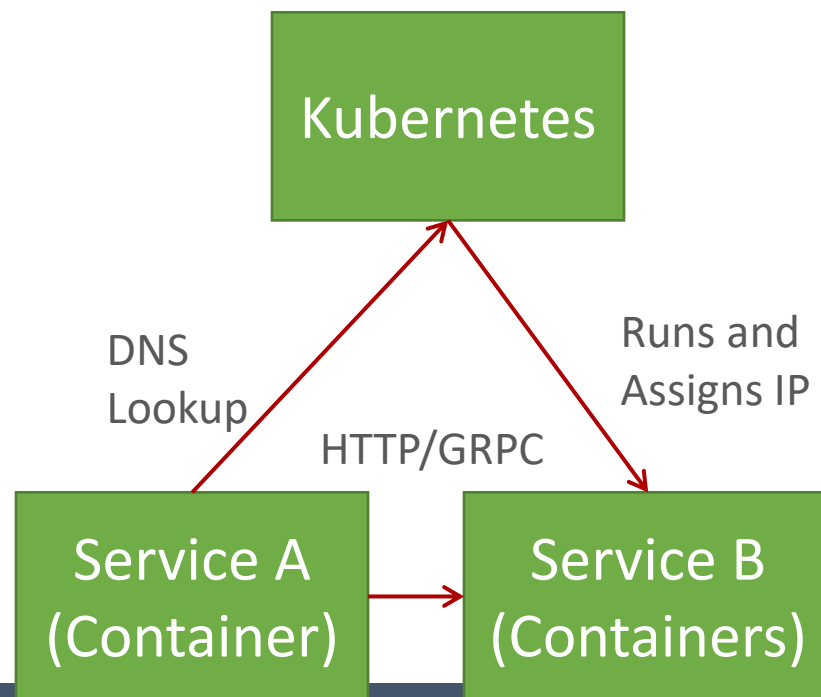 Kubernetes
DNS
Lookup
Runs and
Assigns IP
HTTP/GRPC
Service A
(Container)
Service B
(Containers)